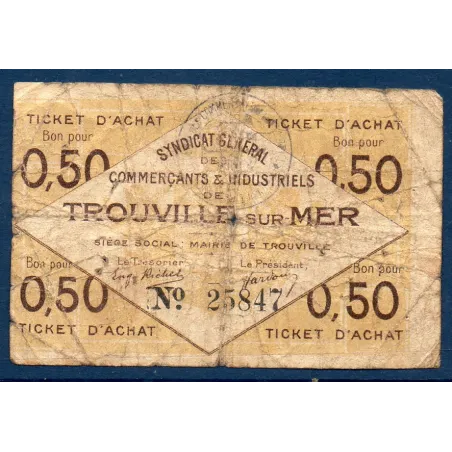 TICKET D'ACHAT
Bon pour
0,50
TICKET D'ACHAT
Bon pour
0,50
SYNDICAT GÉNÉRAL
DES
COMMERÇANTS & INDUSTRIELS
DE
TROUVILLE SUR MER
SIÈGE SOCIAL: MAIRIE DE TROUVILLE
Le Trésorier
Le Président,
No 25847
Bon pour
0,50
TICKET D'ACHAT
Bon pour
0,50
TICKET D'ACHAT